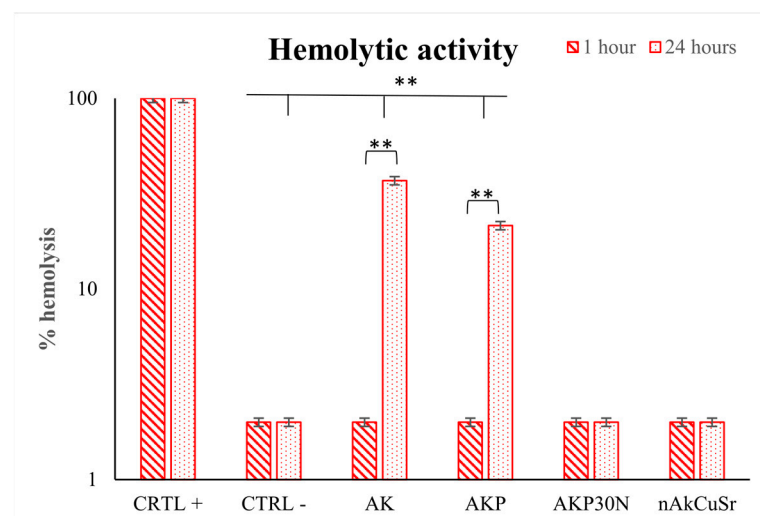 Hemolytic activity
1 hour 24 hours
**
100
**
**
10
1
% hemolysis
CRTL + CTRL - AK AKP AKP30N nAkCuSr